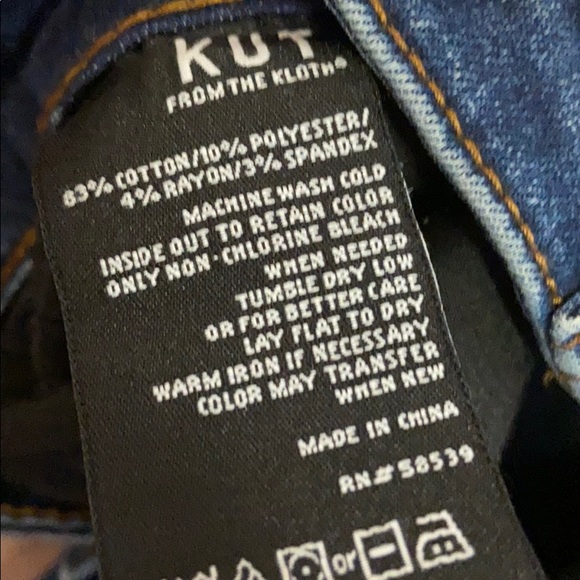 KUT
FROM THE KLOTH®
83% COTTON/10% POLYESTER/
4% RAYON/3% SPANDEX
MACHINE WASH COLD
INSIDE OUT TO RETAIN COLOR
ONLY NON-CHLORINE BLEACH
WHEN NEEDED
TUMBLE DRY LOW
OR FOR BETTER CARE
LAY FLAT TO DRY
WARM IRON IF NECESSARY
COLOR MAY TRANSFER
WHEN NEW
MADE IN CHINA
RN# 58539
or